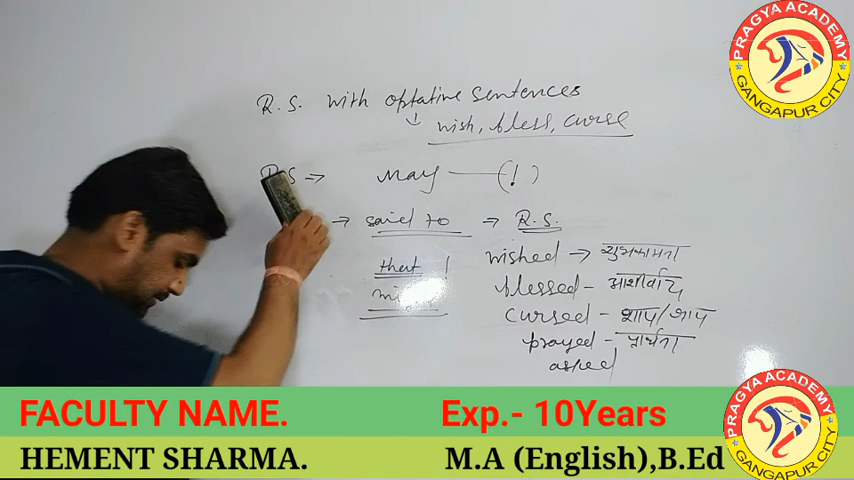 PRAGYA ACADEMY
GANGAPUR CITY
R.S. with optative sentences
wish, bless, curse
R.S → May — (!)
→ said to → R.S.
that
wished → शुभकामना
blessed - आशीर्वाद
cursed - शाप/श्राप
prayed - प्रार्थना
asked
FACULTY NAME. Exp.- 10Years
HEMENT SHARMA. M.A (English),B.Ed
PRAGYA ACADEMY
GANGAPUR CITY